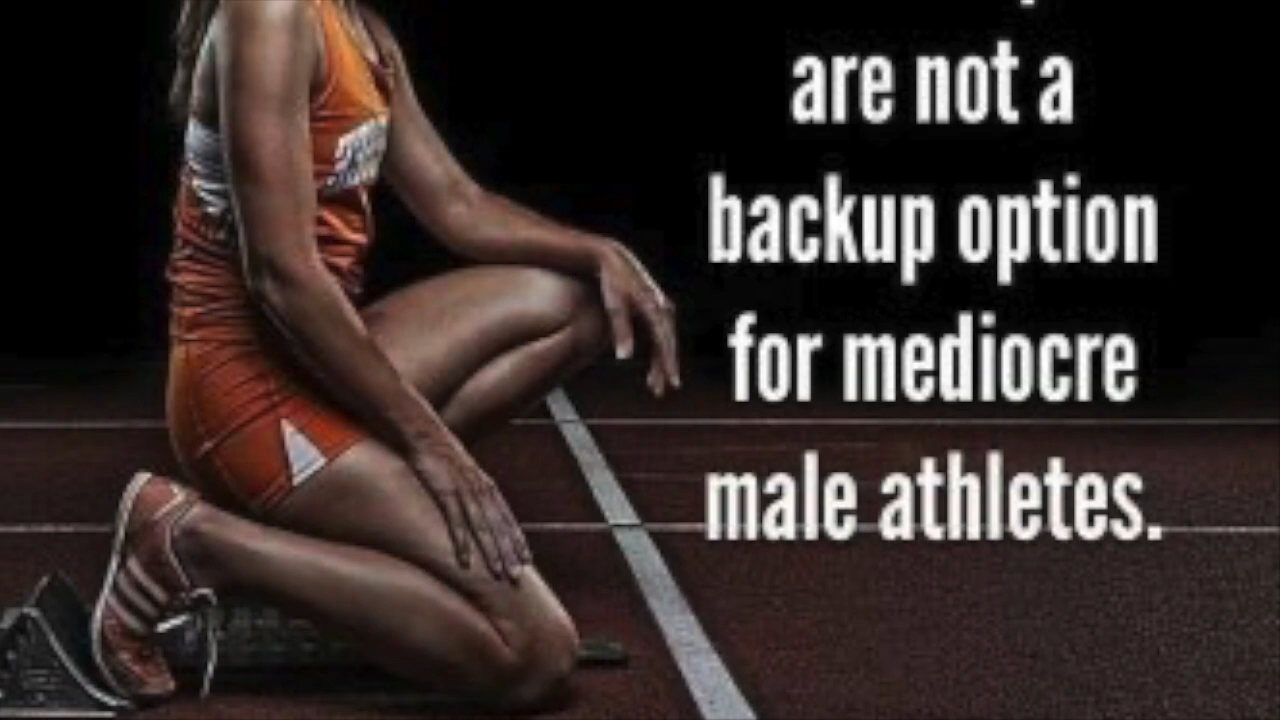 are not a
backup option
for mediocre
male athletes.